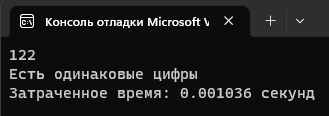 Консоль отладки Microsoft V
122
Есть одинаковые цифры
Затраченное время: 0.001036 секунд